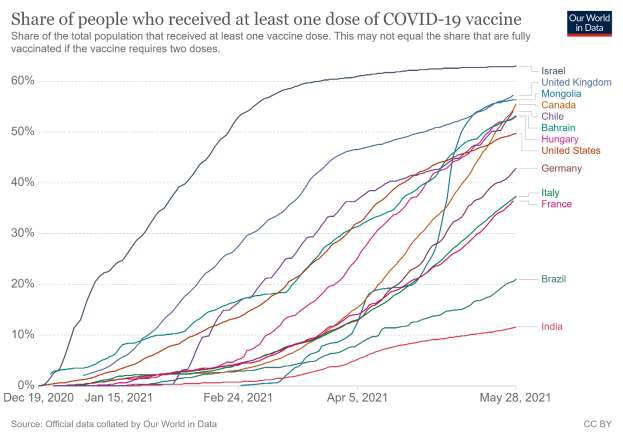 Share of people who received at least one dose of COVID-19 vaccine
Our World
in Data
Share of the total population that received at least one vaccine dose. This may not equal the share that are fully
vaccinated if the vaccine requires two doses.
60%
50%
40%
30%
20%
10%
0%
Israel
United Kingdom
Mongolia
Canada
Chile
Bahrain
Hungary
United States
Germany
Italy
France
Brazil
India
Dec 19, 2020
Jan 15, 2021
Feb 24, 2021
Apr 5, 2021
May 28, 2021
Source: Official data collated by Our World in Data
CC BY